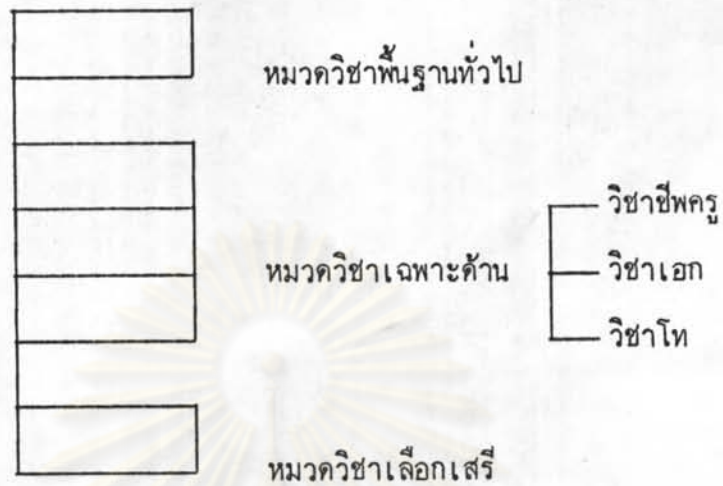 หมวดวิชาพื้นฐานทั่วไป
วิชาชีพครู
หมวดวิชาเฉพาะด้าน
วิชาเอก
วิชาโท
หมวดวิชาเลือกเสรี